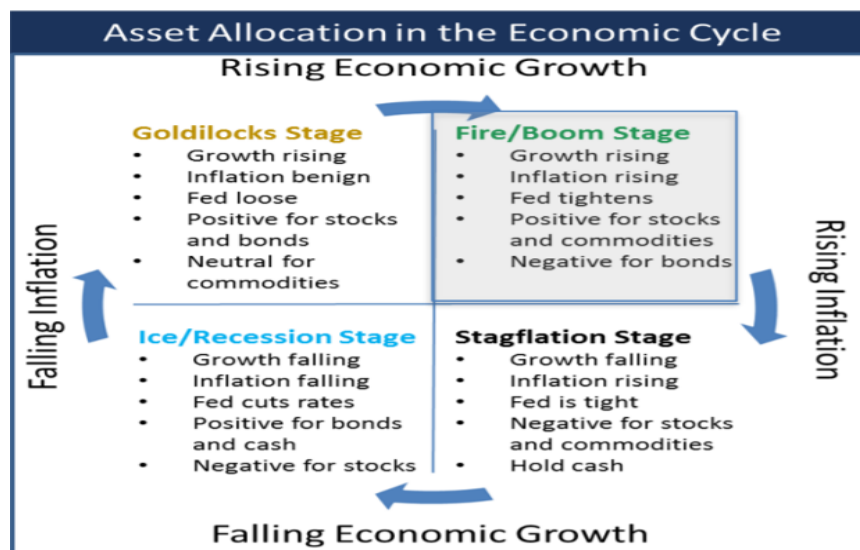 Asset Allocation in the Economic Cycle
Rising Economic Growth
Goldilocks Stage
• Growth rising
• Inflation benign
• Fed loose
• Positive for stocks
and bonds
• Neutral for
commodities
Fire/Boom Stage
• Growth rising
• Inflation rising
• Fed tightens
• Positive for stocks
and commodities
• Negative for bonds
Falling Inflation
Rising Inflation
Ice/Recession Stage
• Growth falling
• Inflation falling
• Fed cuts rates
• Positive for bonds
and cash
• Negative for stocks
Stagflation Stage
• Growth falling
• Inflation rising
• Fed is tight
• Negative for stocks
and commodities
• Hold cash
Falling Economic Growth